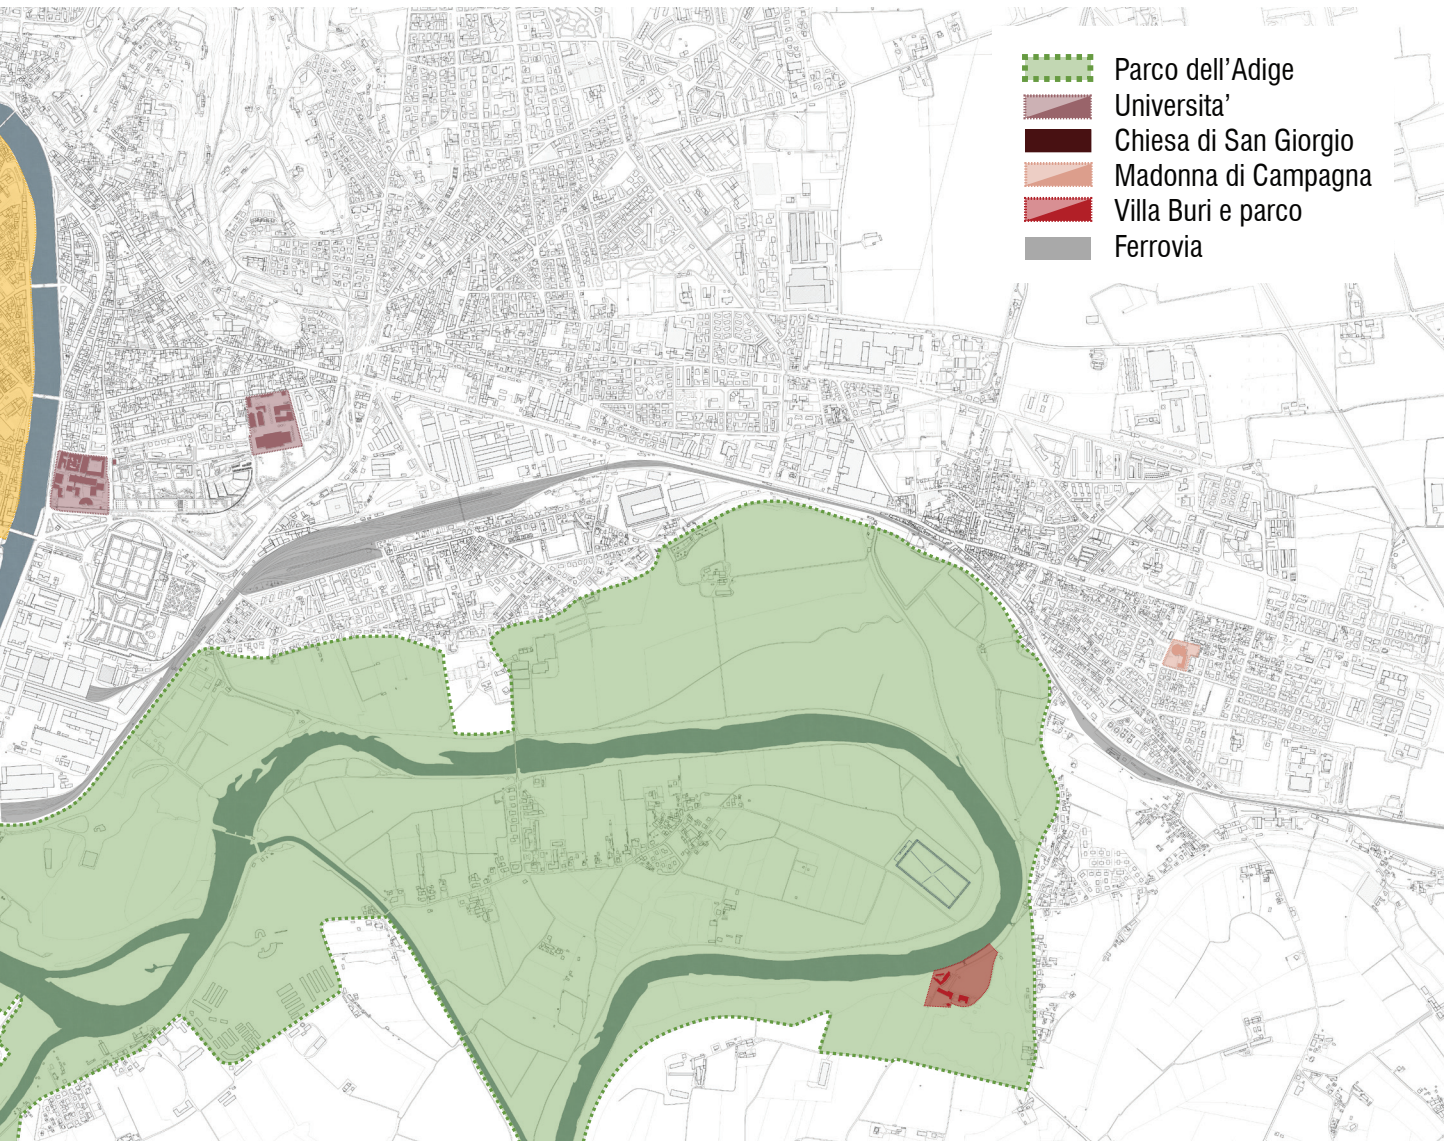 Parco dell'Adige
Universita'
Chiesa di San Giorgio
Madonna di Campagna
Villa Buri e parco
Ferrovia